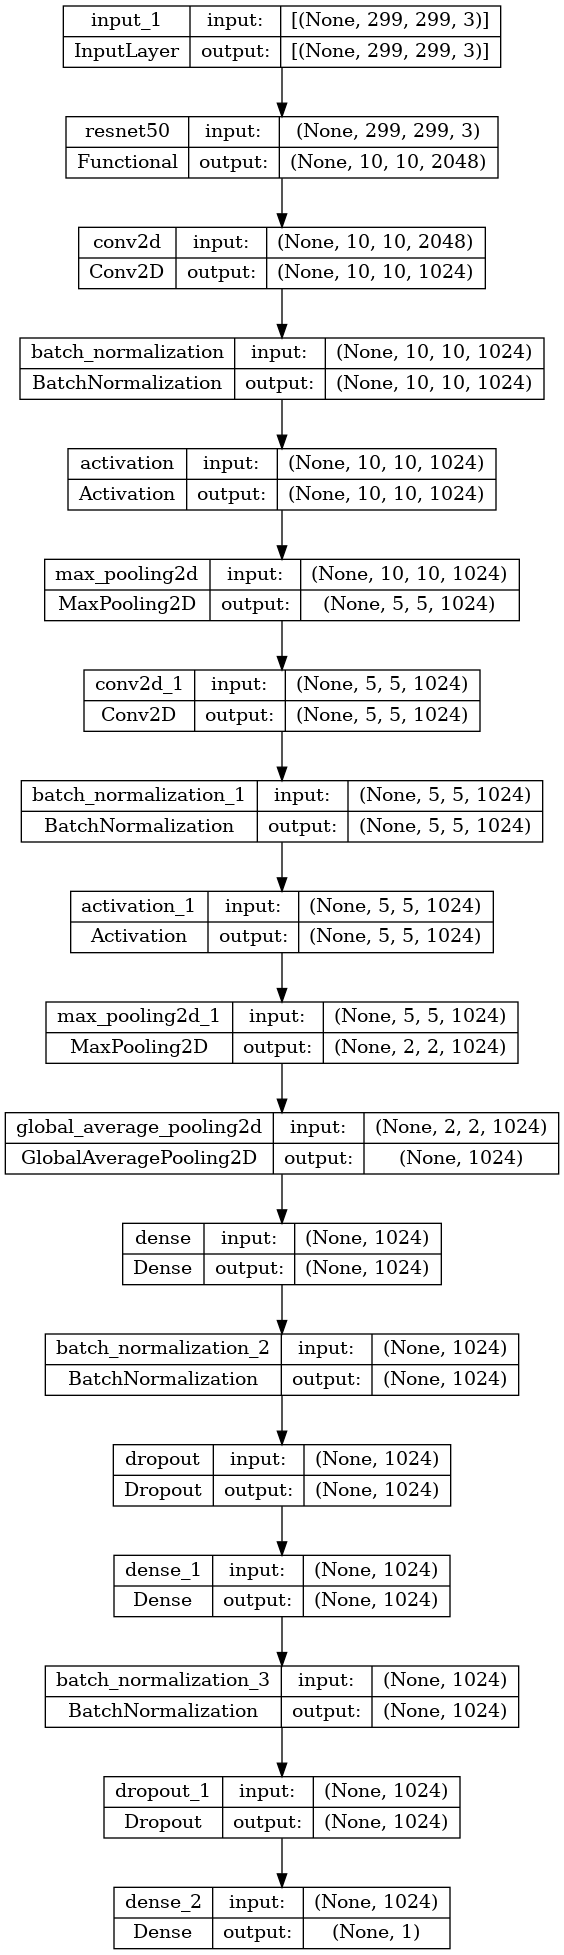 input_1 input: [(None, 299, 299, 3)]
InputLayer output: [(None, 299, 299, 3)]
resnet50 input: (None, 299, 299, 3)
Functional output: (None, 10, 10, 2048)
conv2d input: (None, 10, 10, 2048)
Conv2D output: (None, 10, 10, 1024)
batch_normalization input: (None, 10, 10, 1024)
BatchNormalization output: (None, 10, 10, 1024)
activation input: (None, 10, 10, 1024)
Activation output: (None, 10, 10, 1024)
max_pooling2d input: (None, 10, 10, 1024)
MaxPooling2D output: (None, 5, 5, 1024)
conv2d_1 input: (None, 5, 5, 1024)
Conv2D output: (None, 5, 5, 1024)
batch_normalization_1 input: (None, 5, 5, 1024)
BatchNormalization output: (None, 5, 5, 1024)
activation_1 input: (None, 5, 5, 1024)
Activation output: (None, 5, 5, 1024)
max_pooling2d_1 input: (None, 5, 5, 1024)
MaxPooling2D output: (None, 2, 2, 1024)
global_average_pooling2d input: (None, 2, 2, 1024)
GlobalAveragePooling2D output: (None, 1024)
dense input: (None, 1024)
Dense output: (None, 1024)
batch_normalization_2 input: (None, 1024)
BatchNormalization output: (None, 1024)
dropout input: (None, 1024)
Dropout output: (None, 1024)
dense_1 input: (None, 1024)
Dense output: (None, 1024)
batch_normalization_3 input: (None, 1024)
BatchNormalization output: (None, 1024)
dropout_1 input: (None, 1024)
Dropout output: (None, 1024)
dense_2 input: (None, 1024)
Dense output: (None, 1)